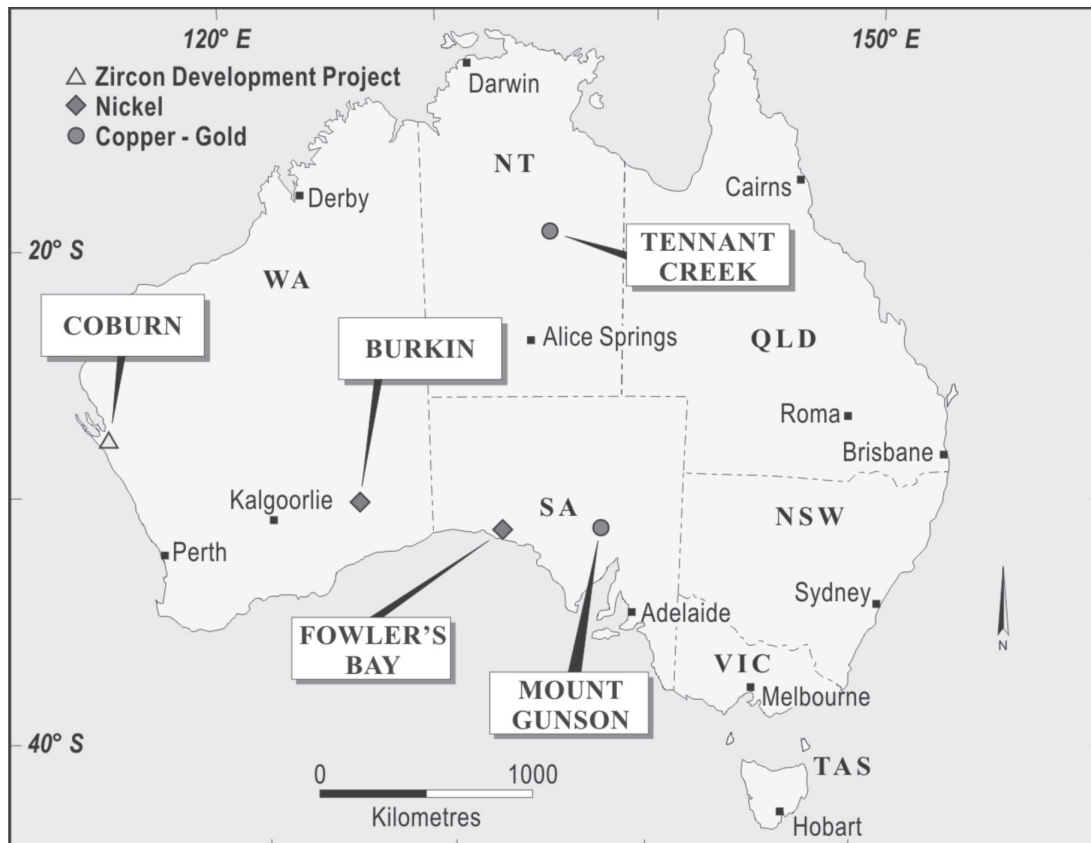 120° E
150° E
Zircon Development Project
Nickel
Copper - Gold
Darwin
NT
Cairns
Derby
20° S
TENNANT
CREEK
WA
COBURN
BURKIN
Alice Springs
QLD
Roma
Brisbane
Kalgoorlie
SA
NSW
Perth
Sydney
Adelaide
FOWLER'S
BAY
VIC
MOUNT
GUNSON
Melbourne
40° S
TAS
0 1000
Kilometres
Hobart
N